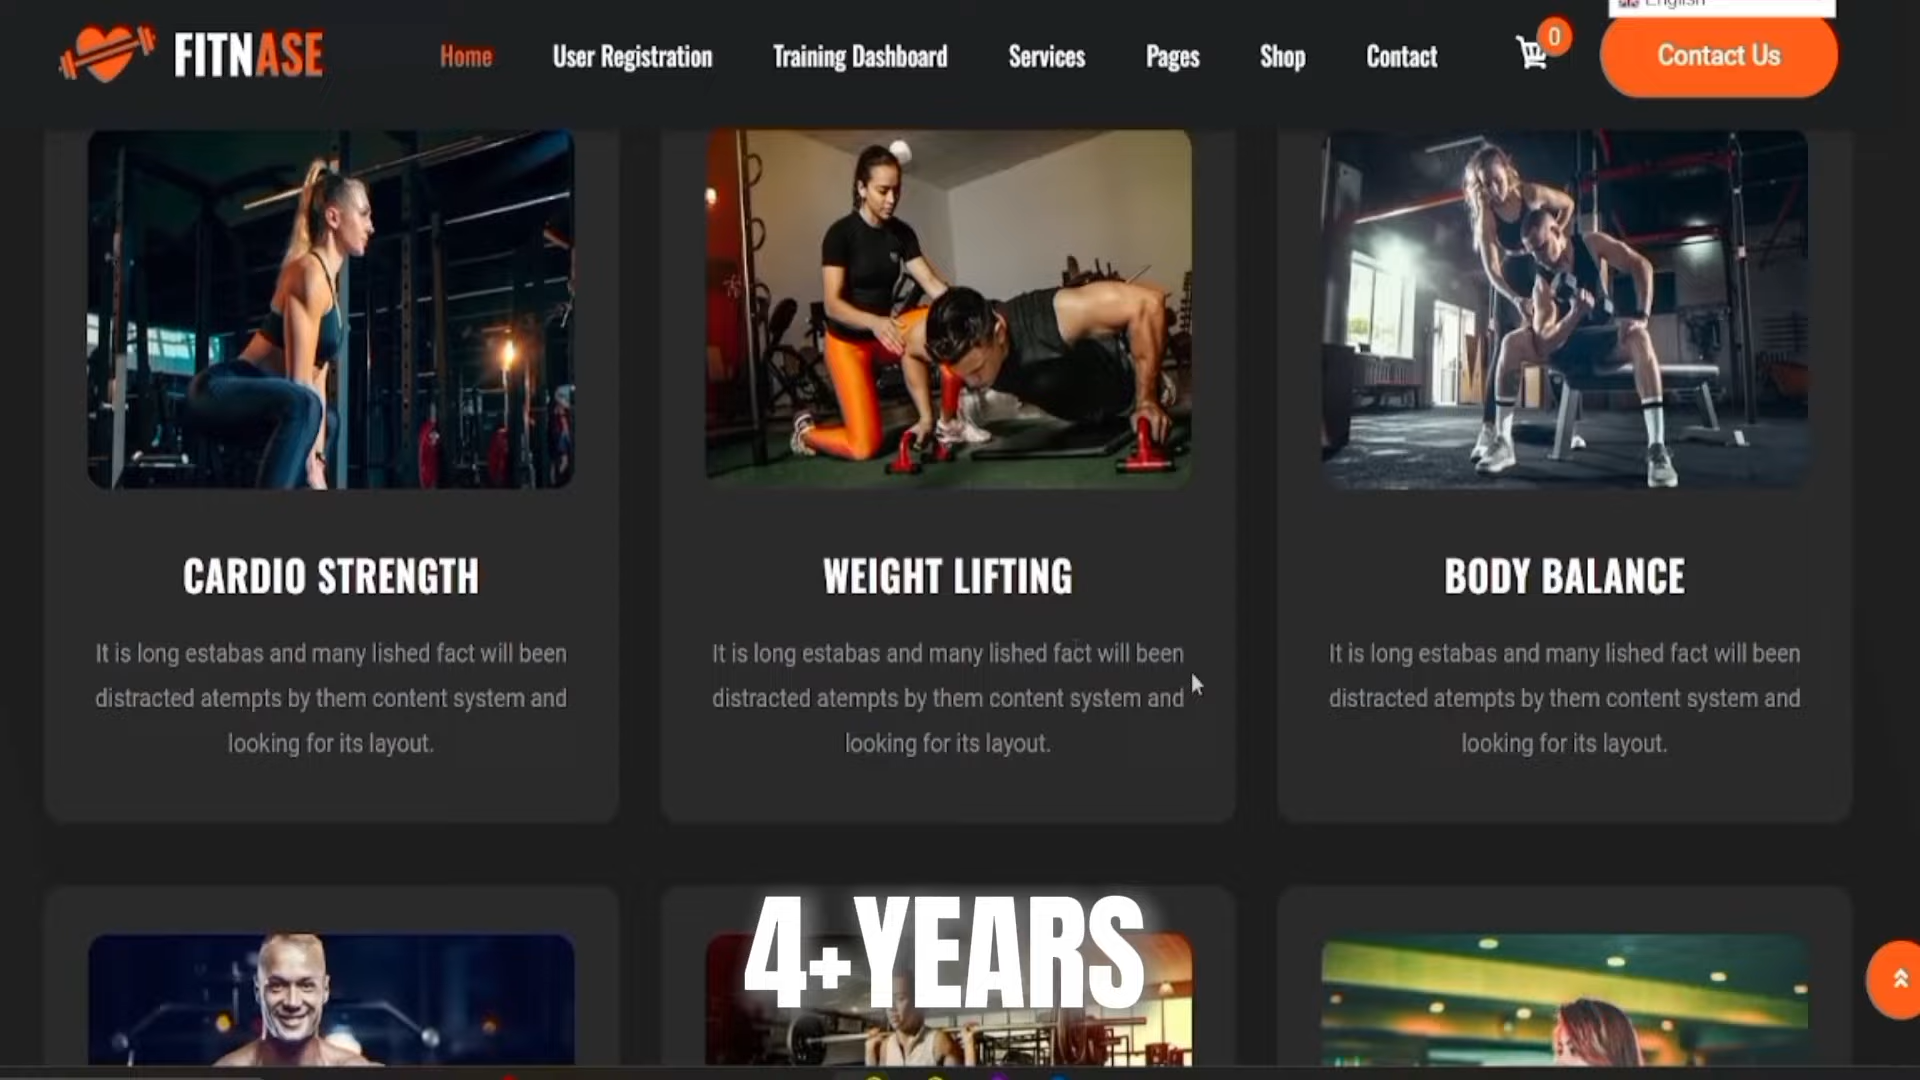 English
FITNASE
Home
User Registration
Training Dashboard
Services
Pages
Shop
Contact
0
Contact Us
CARDIO STRENGTH
It is long estabas and many lished fact will been
distracted atempts by them content system and
looking for its layout.
WEIGHT LIFTING
It is long estabas and many lished fact will been
distracted atempts by them content system and
looking for its layout.
BODY BALANCE
It is long estabas and many lished fact will been
distracted atempts by them content system and
looking for its layout.
4+YEARS